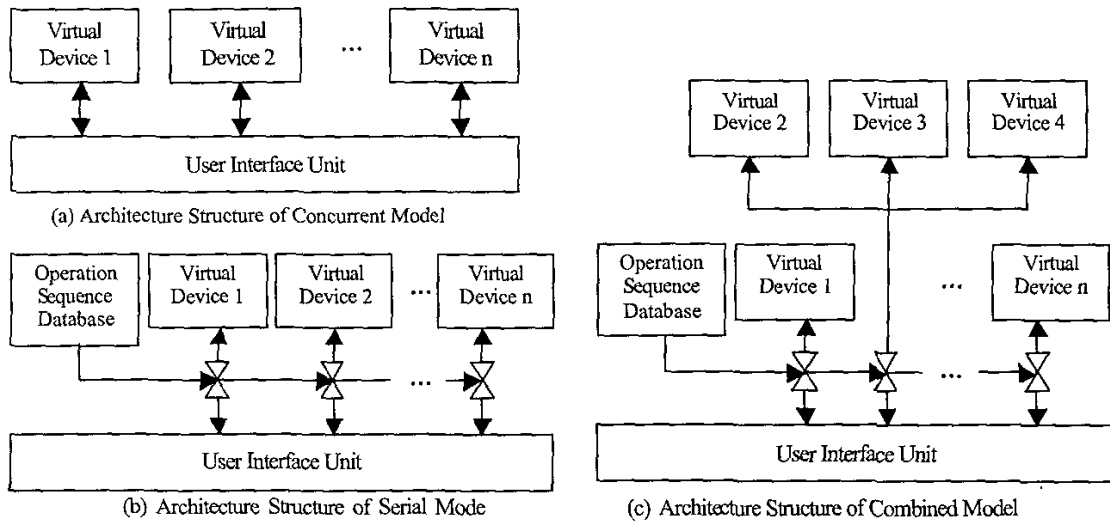 Virtual
Device 1
Virtual
Device 2
...
Virtual
Device n
User Interface Unit
(a) Architecture Structure of Concurrent Model
Operation
Sequence
Database
Virtual
Device 1
Virtual
Device 2
...
Virtual
Device n
...
User Interface Unit
(b) Architecture Structure of Serial Mode
Virtual
Device 2
Virtual
Device 3
Virtual
Device 4
Operation
Sequence
Database
Virtual
Device 1
...
Virtual
Device n
...
User Interface Unit
(c) Architecture Structure of Combined Model